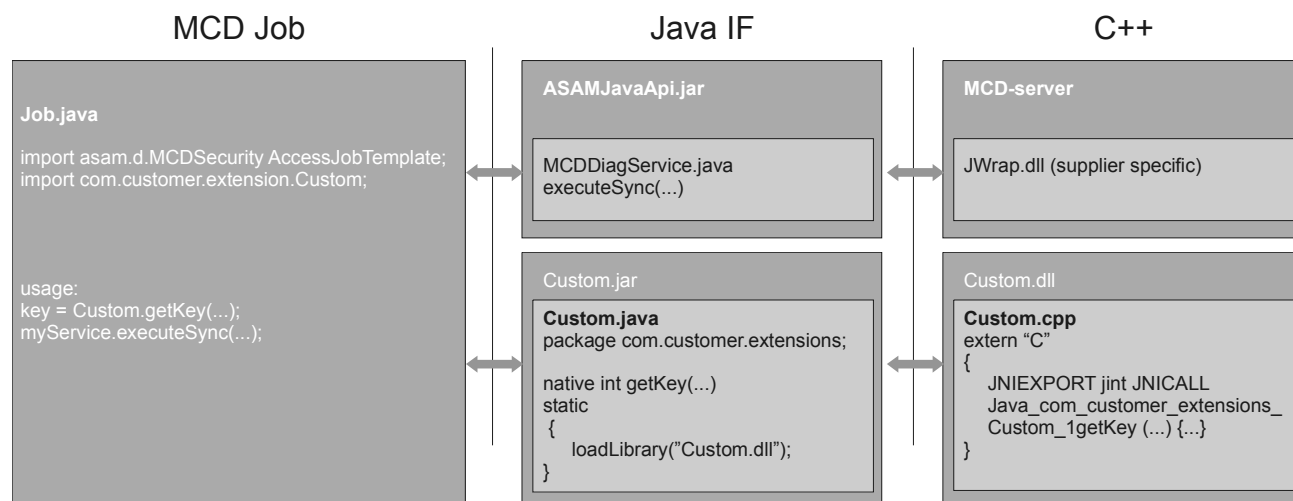 MCD Job
Java IF
C++
Job.java
import asam.d.MCDSecurity AccessJobTemplate;
import com.customer.extension.Custom;
usage:
key = Custom.getKey(...);
myService.executeSync(...);
ASAMJavaApi.jar
MCDDiagService.java
executeSync(...)
MCD-server
JWrap.dll (supplier specific)
Custom.jar
Custom.java
package com.customer.extensions;
native int getKey(...)
static
{
loadLibrary(”Custom.dll”);
}
Custom.dll
Custom.cpp
extern “C”
{
JNIEXPORT jint JNICALL
Java_com_customer_extensions_
Custom_1getKey (...) {...}
}